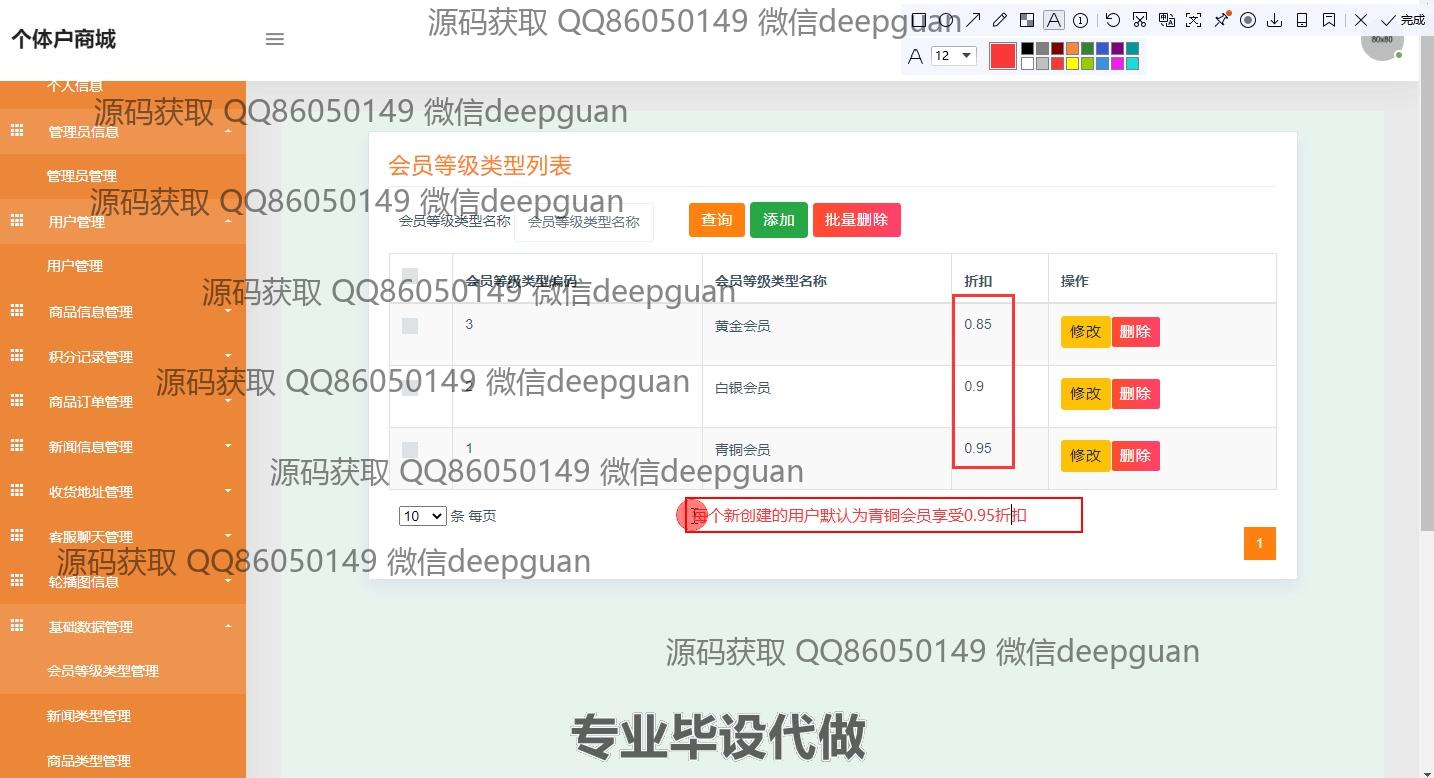 个体户商城
源码获取 QQ86050149 微信deepguan
12
完成
80x80
个人信息
源码获取 QQ86050149 微信deepguan
管理员信息
管理员管理
源码获取 QQ86050149 微信deepguan
用户管理
用户管理
商品信息管理
积分记录管理
商品订单管理
新闻信息管理
收货地址管理
客服聊天管理
轮播图信息
基础数据管理
会员等级类型管理
新闻类型管理
商品类型管理
会员等级类型列表
会员等级类型名称 会员等级类型名称 查询 添加 批量删除
会员等级类型编码 会员等级类型名称 折扣 操作
源码获取 QQ86050149 微信deepguan
3 黄金会员 0.85 修改 删除
源码获取 QQ86050149 微信deepguan
2 白银会员 0.9 修改 删除
1 青铜会员 0.95 修改 删除
源码获取 QQ86050149 微信deepguan
10 条 每页
每个新创建的用户默认为青铜会员享受0.95折扣
1
源码获取 QQ86050149 微信deepguan
源码获取 QQ86050149 微信deepguan
专业毕设代做